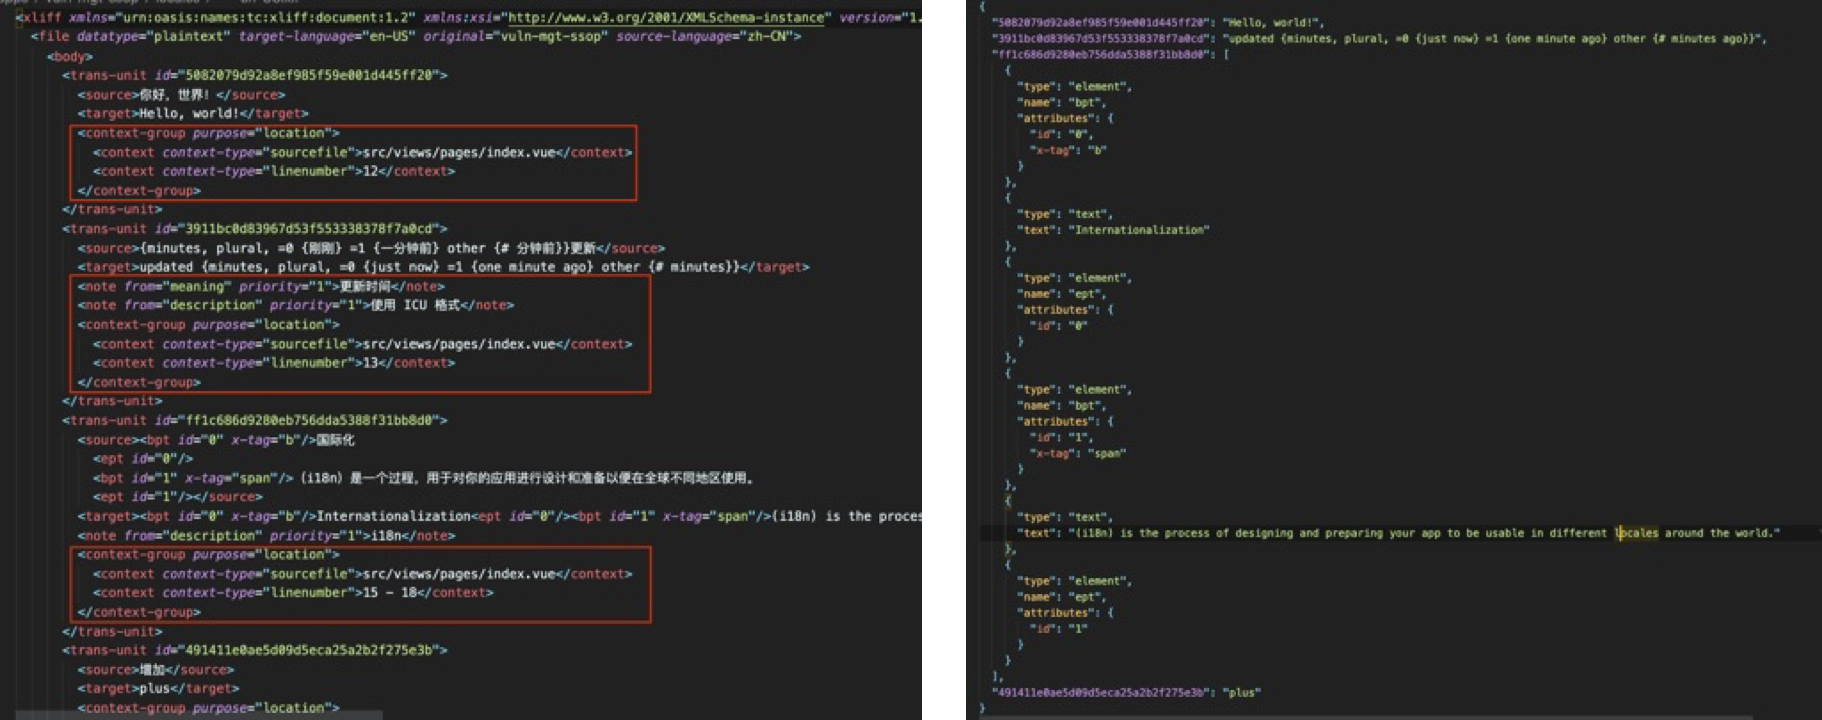 <xliff xmlns="urn:oasis:names:tc:xliff:document:1.2" xmlns:xsi="http://www.w3.org/2001/XMLSchema-instance" version="1.
<file datatype="plaintext" target-language="en-US" original="vuln-mgt-ssop" source-language="zh-CN">
<body>
<trans-unit id="5082079d92a8ef985f59e001d445ff20">
<source>你好，世界！</source>
<target>Hello, world!</target>
<context-group purpose="location">
<context context-type="sourcefile">src/views/pages/index.vue</context>
<context context-type="linenumber">12</context>
</context-group>
</trans-unit>
<trans-unit id="3911bc0d83967d53f553338378f7a0cd">
<source>{minutes, plural, =0 {刚刚} =1 {一分钟前} other {# 分钟前}}更新</source>
<target>updated {minutes, plural, =0 {just now} =1 {one minute ago} other {# minutes}}</target>
<note from="meaning" priority="1">更新时间</note>
<note from="description" priority="1">使用 ICU 格式</note>
<context-group purpose="location">
<context context-type="sourcefile">src/views/pages/index.vue</context>
<context context-type="linenumber">13</context>
</context-group>
</trans-unit>
<trans-unit id="ff1c686d9280eb756dda5388f31bb8d0">
<source><bpt id="0" x-tag="b"/>国际化
<ept id="0"/>
<bpt id="1" x-tag="span"/>（i18n）是一个过程，用于对你的应用进行设计和准备以便在全球不同地区使用。
<ept id="1"/></source>
<target><bpt id="0" x-tag="b"/>Internationalization<ept id="0"/><bpt id="1" x-tag="span"/>(i18n) is the proces
<note from="description" priority="1">i18n</note>
<context-group purpose="location">
<context context-type="sourcefile">src/views/pages/index.vue</context>
<context context-type="linenumber">15 - 18</context>
</context-group>
</trans-unit>
<trans-unit id="491411e0ae5d09d5eca25a2b2f275e3b">
<source>增加</source>
<target>plus</target>
<context-group purpose="location">
{
"5082079d92a8ef985f59e001d445ff20": "Hello, world!",
"3911bc0d83967d53f553338378f7a0cd": "updated {minutes, plural, =0 {just now} =1 {one minute ago} other {# minutes ago}}",
"ff1c686d9280eb756dda5388f31bb8d0": [
{
"type": "element",
"name": "bpt",
"attributes": {
"id": "0",
"x-tag": "b"
}
},
{
"type": "text",
"text": "Internationalization"
},
{
"type": "element",
"name": "ept",
"attributes": {
"id": "0"
}
},
{
"type": "element",
"name": "bpt",
"attributes": {
"id": "1",
"x-tag": "span"
}
},
{
"type": "text",
"text": "(i18n) is the process of designing and preparing your app to be usable in different locales around the world."
},
{
"type": "element",
"name": "ept",
"attributes": {
"id": "1"
}
}
],
"491411e0ae5d09d5eca25a2b2f275e3b": "plus"
}